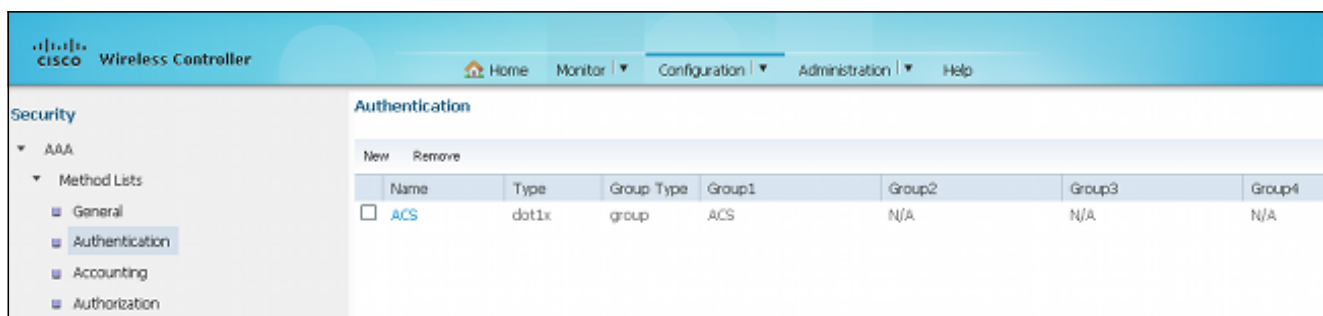 CISCO Wireless Controller
Home Monitor Configuration Administration Help
Security
AAA
Method Lists
General
Authentication
Accounting
Authorization
Authentication
New Remove
Name Type Group Type Group1 Group2 Group3 Group4
ACS dot1x group ACS N/A N/A N/A